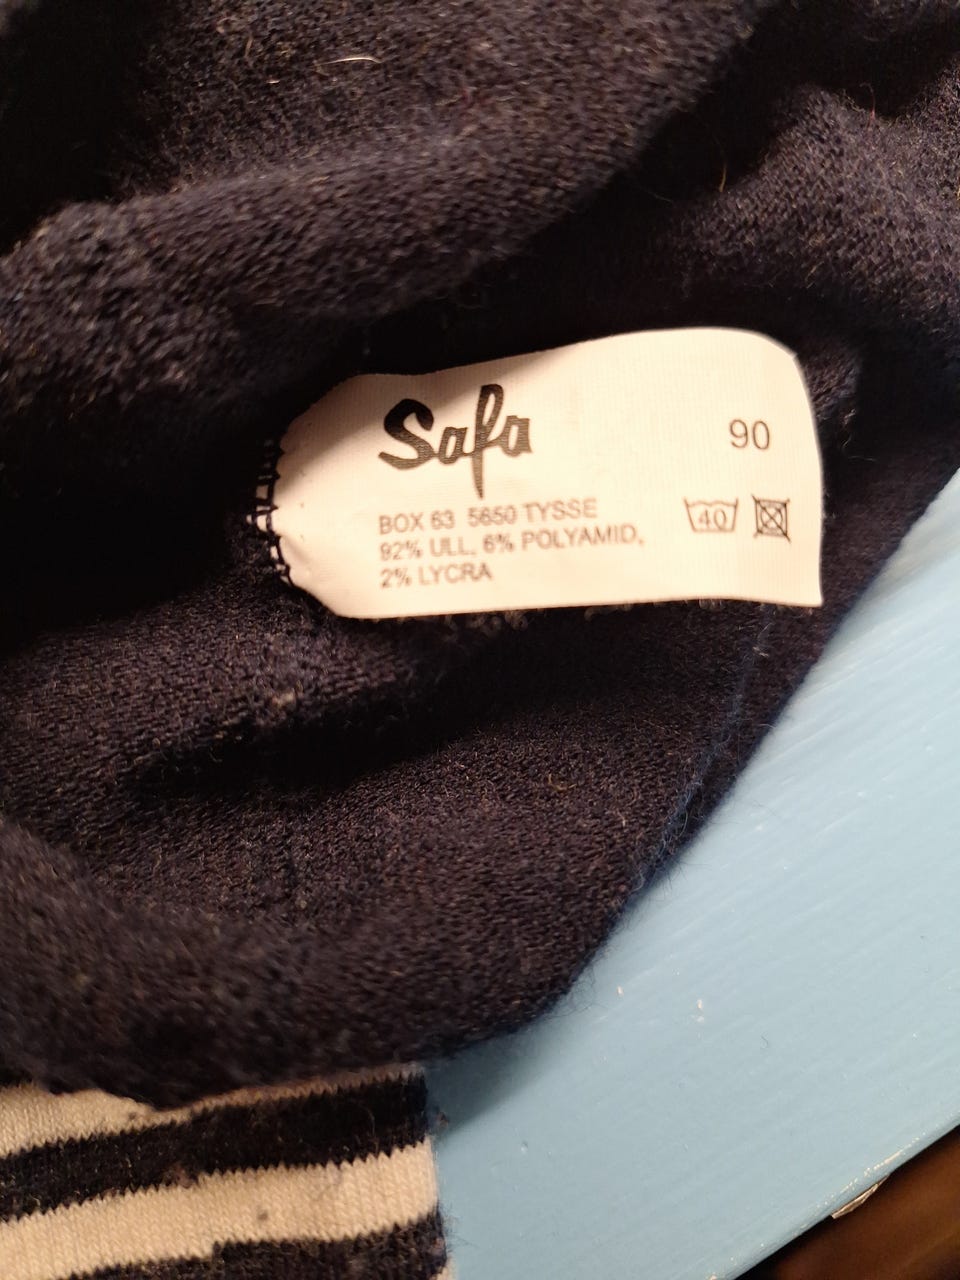 Safa
90
BOX 63 5650 TYSSE
92% ULL, 6% POLYAMID,
2% LYCRA
40